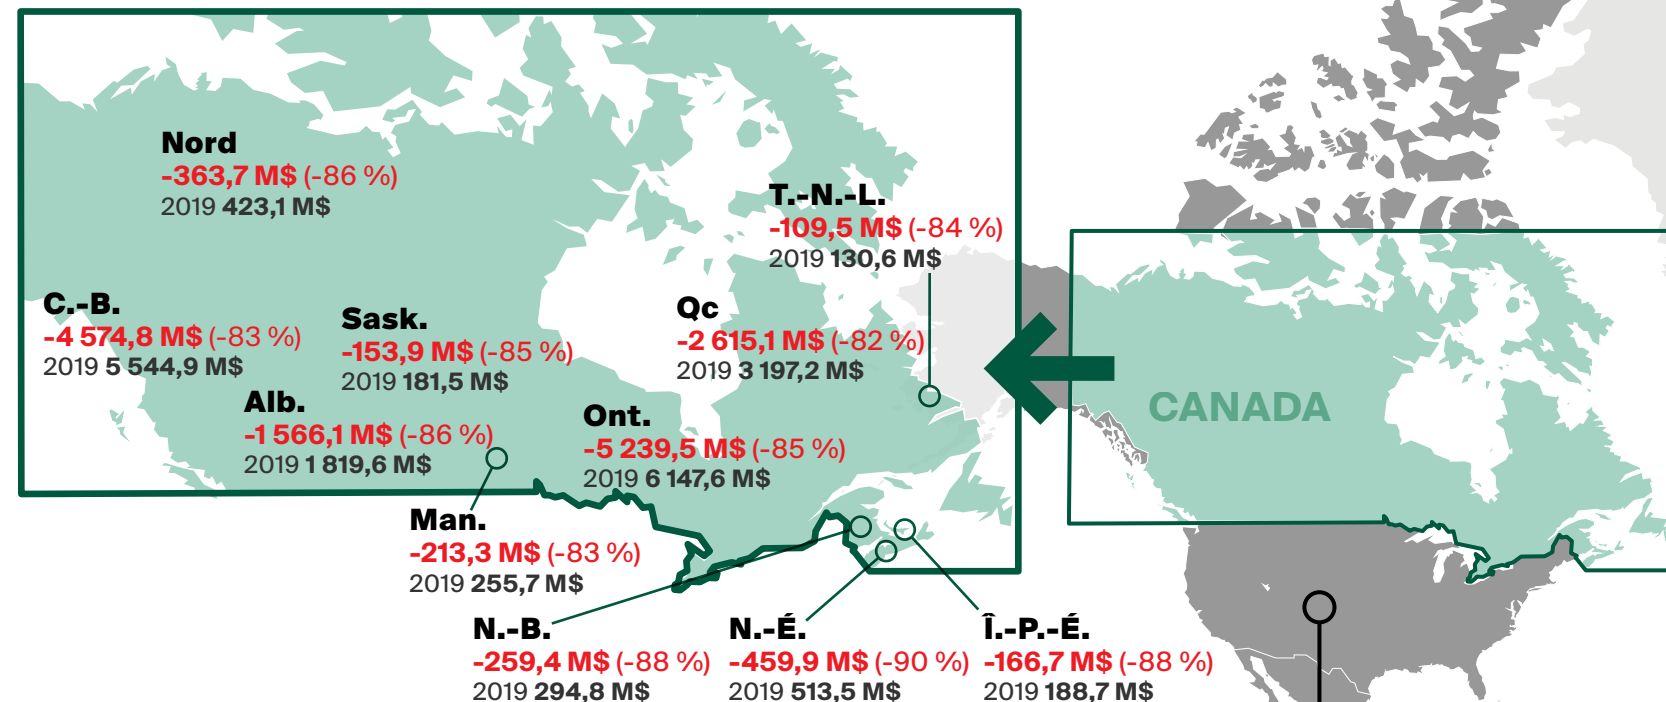 Nord
-363,7 M$ (-86 %)
2019 423,1 M$
T.-N.-L.
-109,5 M$ (-84 %)
2019 130,6 M$
C.-B.
-4 574,8 M$ (-83 %)
2019 5 544,9 M$
Sask.
-153,9 M$ (-85 %)
2019 181,5 M$
Qc
-2 615,1 M$ (-82 %)
2019 3 197,2 M$
Alb.
-1 566,1 M$ (-86 %)
2019 1 819,6 M$
Ont.
-5 239,5 M$ (-85 %)
2019 6 147,6 M$
CANADA
Man.
-213,3 M$ (-83 %)
2019 255,7 M$
N.-B.
-259,4 M$ (-88 %)
2019 294,8 M$
N.-É.
-459,9 M$ (-90 %)
2019 513,5 M$
Î.-P.-É.
-166,7 M$ (-88 %)
2019 188,7 M$